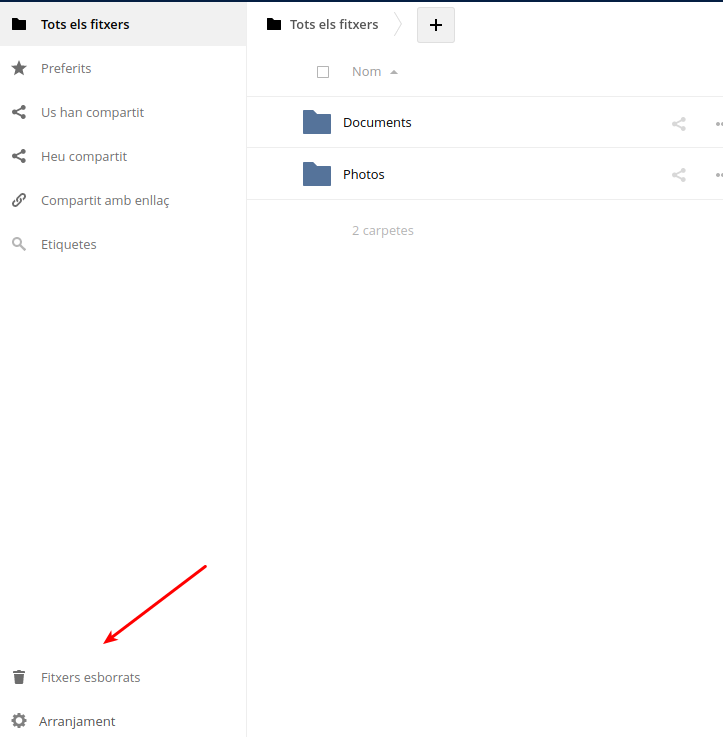 Tots els fitxers
Preferits
Us han compartit
Heu compartit
Compartit amb enllaç
Etiquetes
Fitxers esborrats
Arranjament
Tots els fitxers
Nom
Documents
Photos
2 carpetes